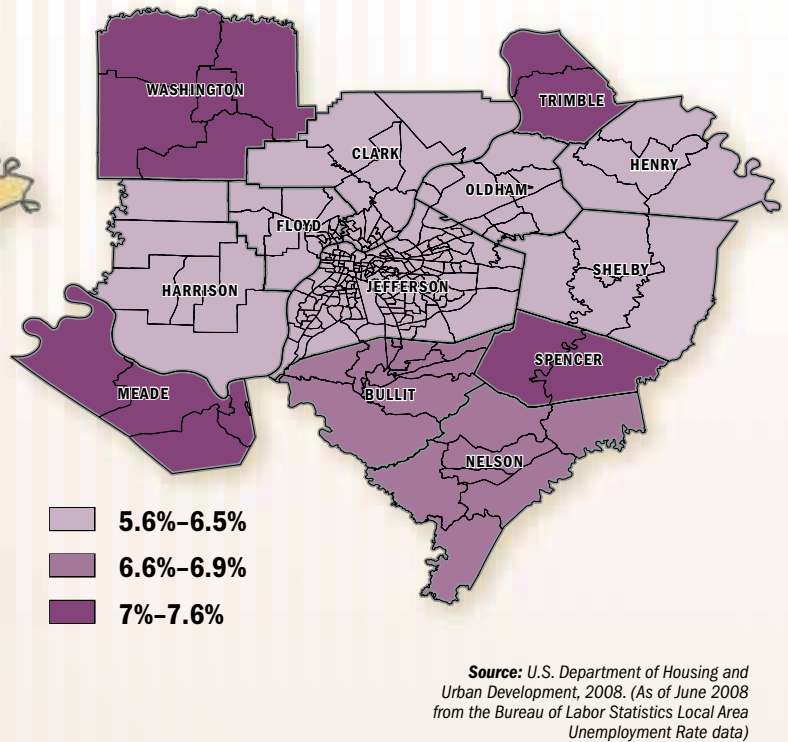 WASHINGTON
TRIMBLE
CLARK
HENRY
OLDHAM
FLOYD
SHELBY
JEFFERSON
HARRISON
SPENCER
MEADE
BULLIT
NELSON
5.6%–6.5%
6.6%–6.9%
7%–7.6%
Source: U.S. Department of Housing and
Urban Development, 2008. (As of June 2008
from the Bureau of Labor Statistics Local Area
Unemployment Rate data)